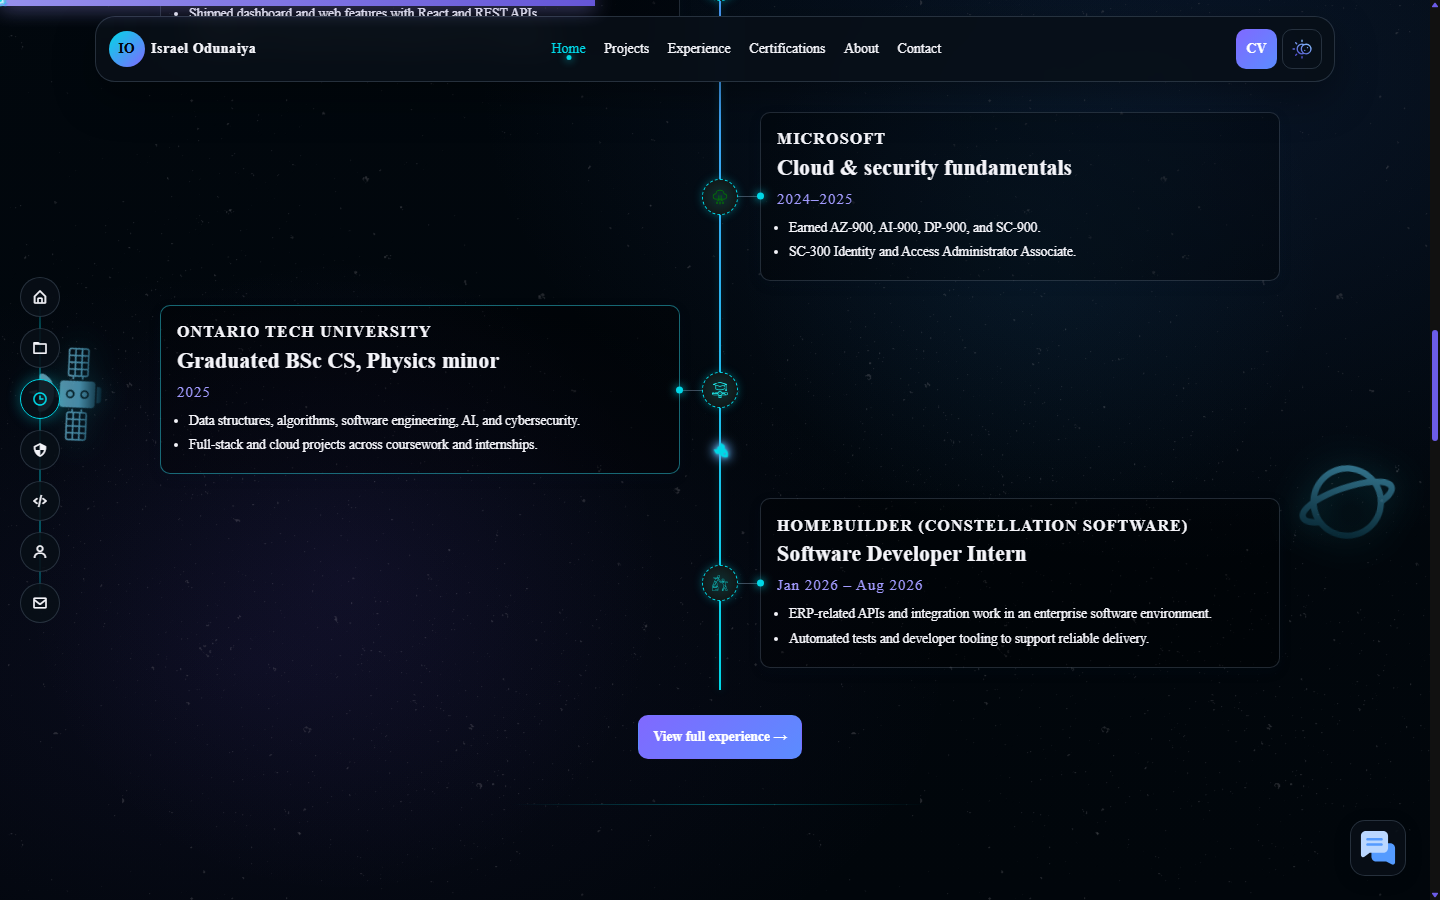 Shipped dashboard and web features with React and REST APIs
IO Israel Odunaiya
Home Projects Experience Certifications About Contact
CV
MICROSOFT
Cloud & security fundamentals
2024–2025
Earned AZ-900, AI-900, DP-900, and SC-900.
SC-300 Identity and Access Administrator Associate.
ONTARIO TECH UNIVERSITY
Graduated BSc CS, Physics minor
2025
Data structures, algorithms, software engineering, AI, and cybersecurity.
Full-stack and cloud projects across coursework and internships.
HOMEBUILDER (CONSTELLATION SOFTWARE)
Software Developer Intern
Jan 2026 – Aug 2026
ERP-related APIs and integration work in an enterprise software environment.
Automated tests and developer tooling to support reliable delivery.
View full experience →